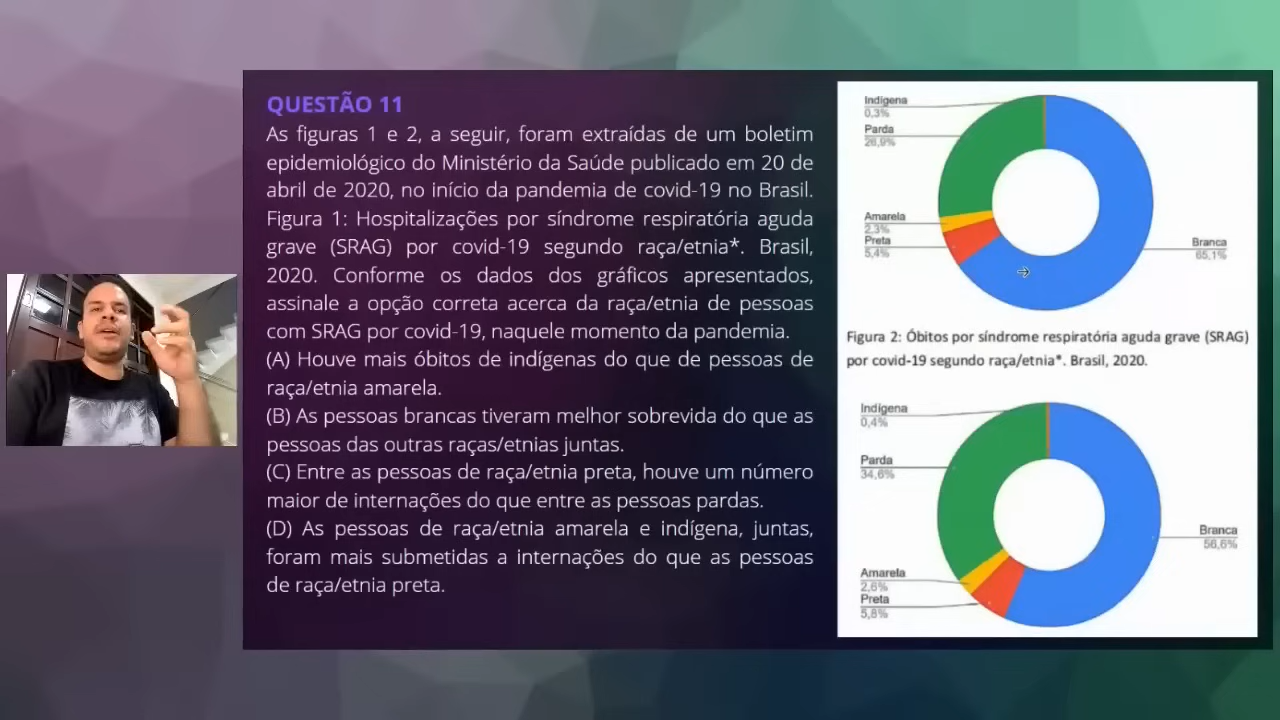 QUESTÃO 11
As figuras 1 e 2, a seguir, foram extraídas de um boletim
epidemiológico do Ministério da Saúde publicado em 20 de
abril de 2020, no início da pandemia de covid-19 no Brasil.
Figura 1: Hospitalizações por síndrome respiratória aguda
grave (SRAG) por covid-19 segundo raça/etnia*. Brasil,
2020. Conforme os dados dos gráficos apresentados,
assinale a opção correta acerca da raça/etnia de pessoas
com SRAG por covid-19, naquele momento da pandemia.
(A) Houve mais óbitos de indígenas do que de pessoas de
raça/etnia amarela.
(B) As pessoas brancas tiveram melhor sobrevida do que as
pessoas das outras raças/etnias juntas.
(C) Entre as pessoas de raça/etnia preta, houve um número
maior de internações do que entre as pessoas pardas.
(D) As pessoas de raça/etnia amarela e indígena, juntas,
foram mais submetidas a internações do que as pessoas
de raça/etnia preta.
Indígena
0,3%
Parda
26,9%
Amarela
2,3%
Preta
5,4%
Branca
65,1%
Figura 2: Óbitos por síndrome respiratória aguda grave (SRAG)
por covid-19 segundo raça/etnia*. Brasil, 2020.
Indígena
0,4%
Parda
34,6%
Amarela
2,6%
Preta
5,8%
Branca
56,6%